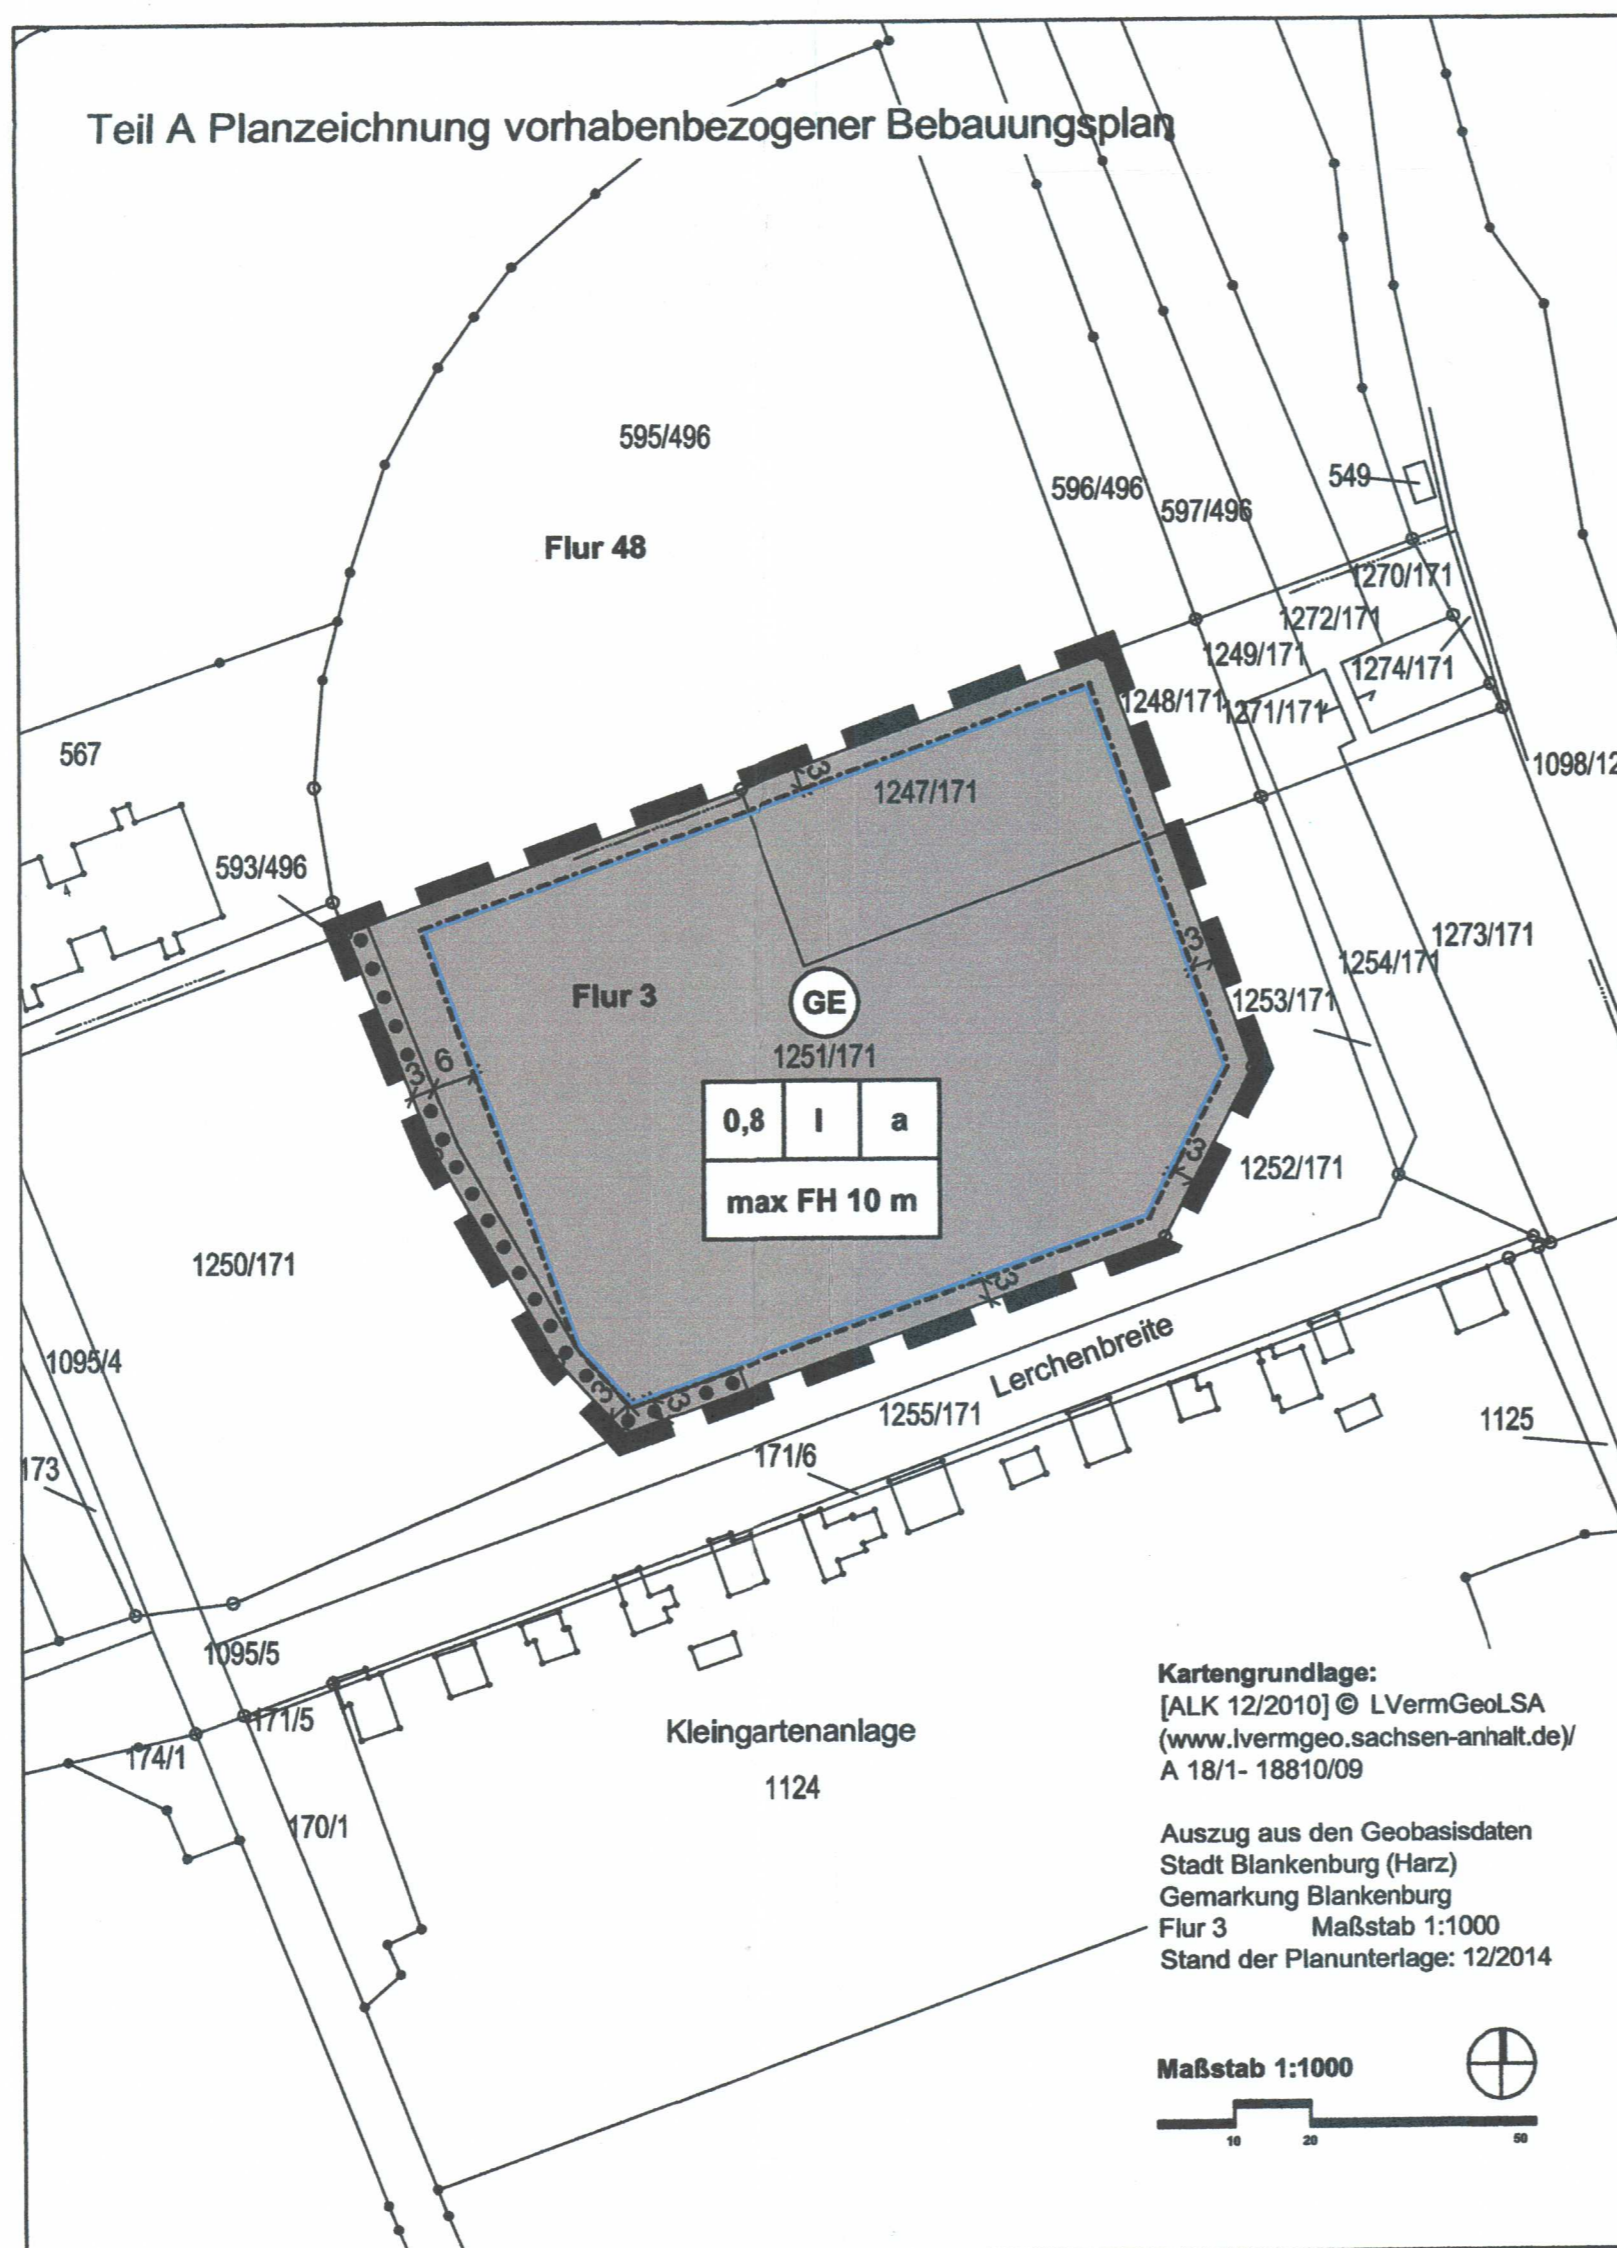 Teil A Planzeichnung vorhabenbezogener Bebauungsplan
595/496
596/496
549
597/496
Flur 48
1270/171
1272/171
1249/171
1274/171
1248/171
1271/171
567
1098/12
3
1247/171
593/496
1273/171
3
1254/171
Flur 3
GE
1253/171
1251/171
3
6
0,8
I
a
3
1252/171
max FH 10 m
1250/171
3
1095/4
Lerchenbreite
3
3
1255/171
1125
171/6
173
1095/5
171/5
174/1
170/1
Kleingartenanlage
1124
Kartengrundlage:
[ALK 12/2010] © LVermGeoLSA
(www.lvermgeo.sachsen-anhalt.de)/
A 18/1- 18810/09
Auszug aus den Geobasisdaten
Stadt Blankenburg (Harz)
Gemarkung Blankenburg
Flur 3 Maßstab 1:1000
Stand der Planunterlage: 12/2014
Maßstab 1:1000
10 20 50